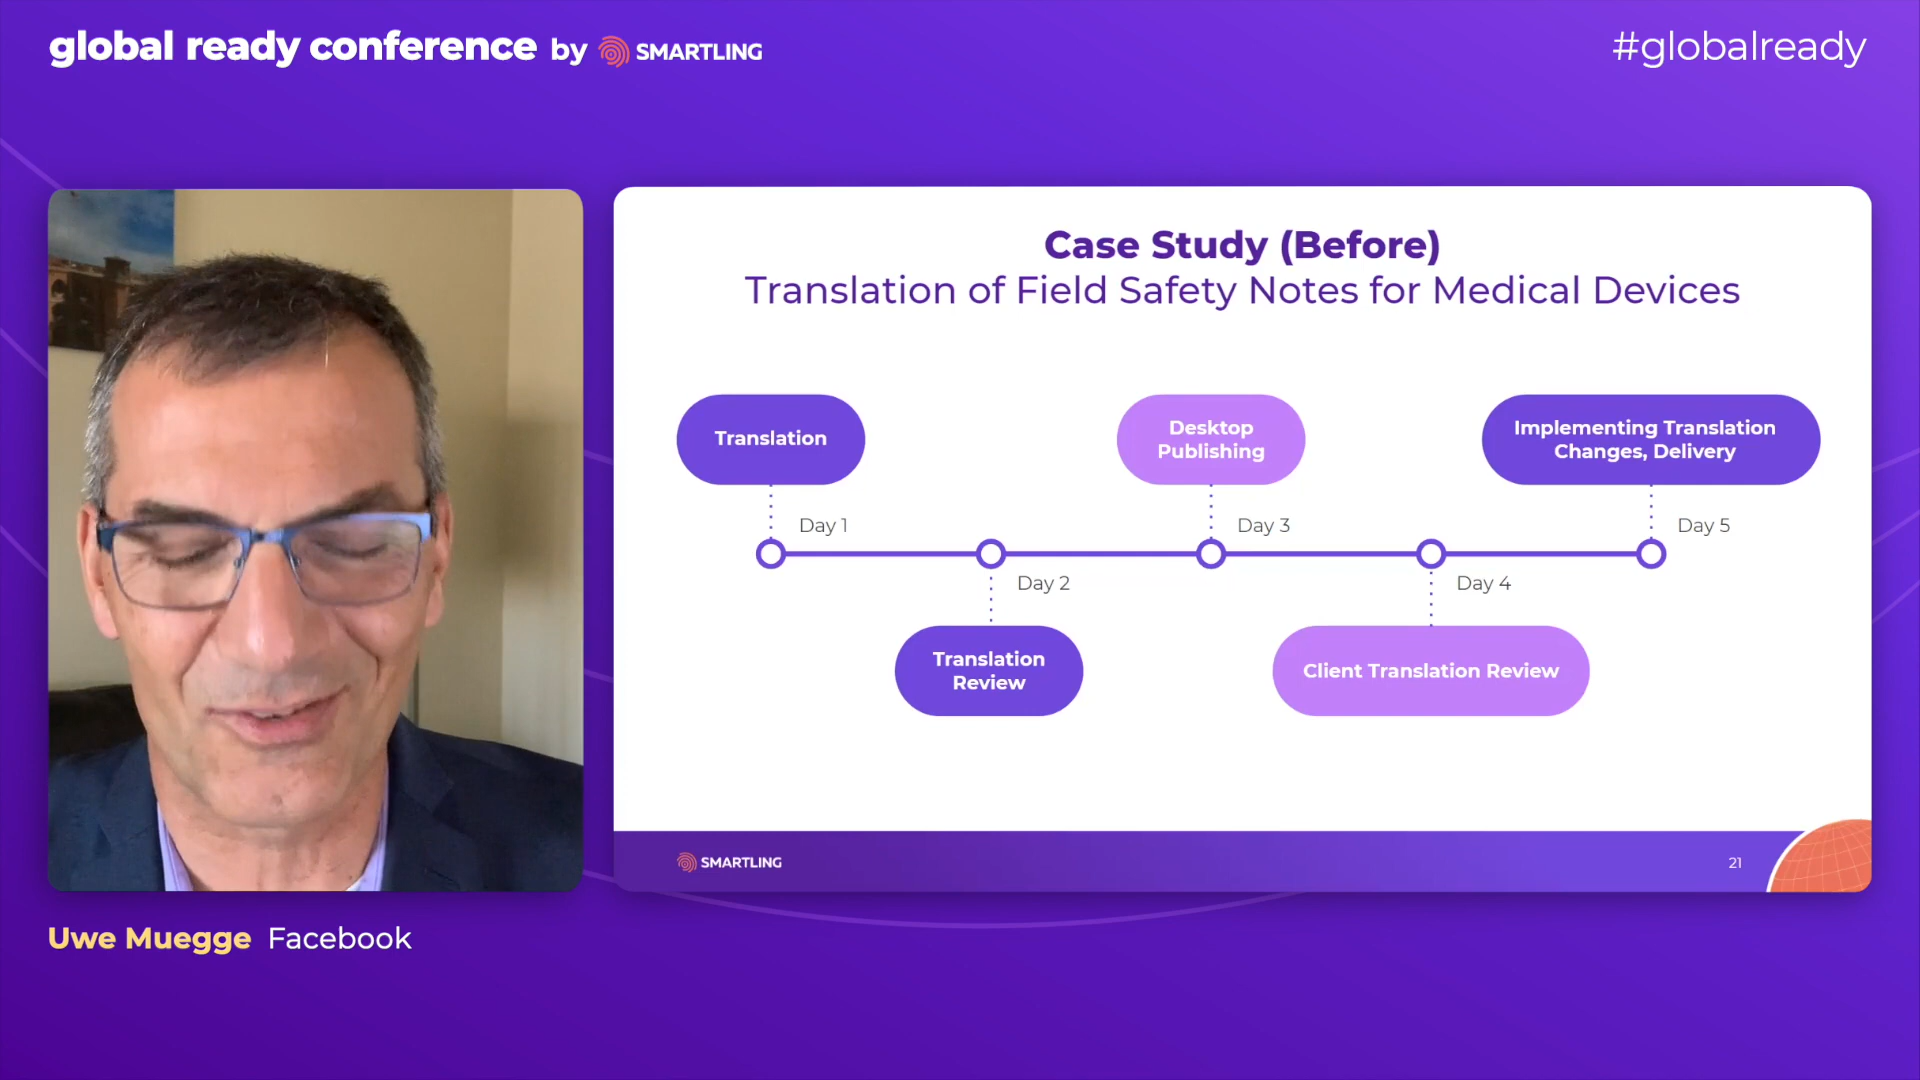 global ready conference by SMARTLING
#globalready
Case Study (Before)
Translation of Field Safety Notes for Medical Devices
Translation
Desktop
Publishing
Implementing Translation
Changes, Delivery
Day 1
Day 3
Day 5
Day 2
Day 4
Translation
Review
Client Translation Review
SMARTLING
21
Uwe Muegge Facebook